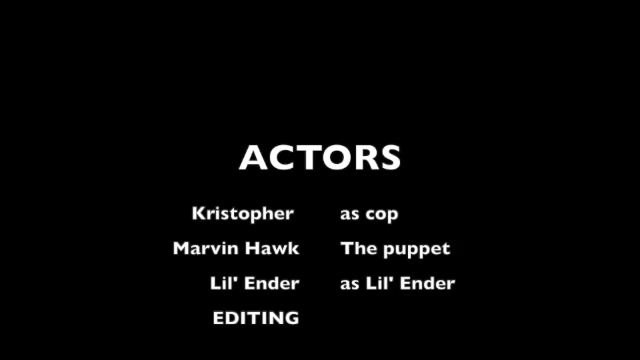 ACTORS
Kristopher as cop
Marvin Hawk The puppet
Lil' Ender as Lil' Ender
EDITING